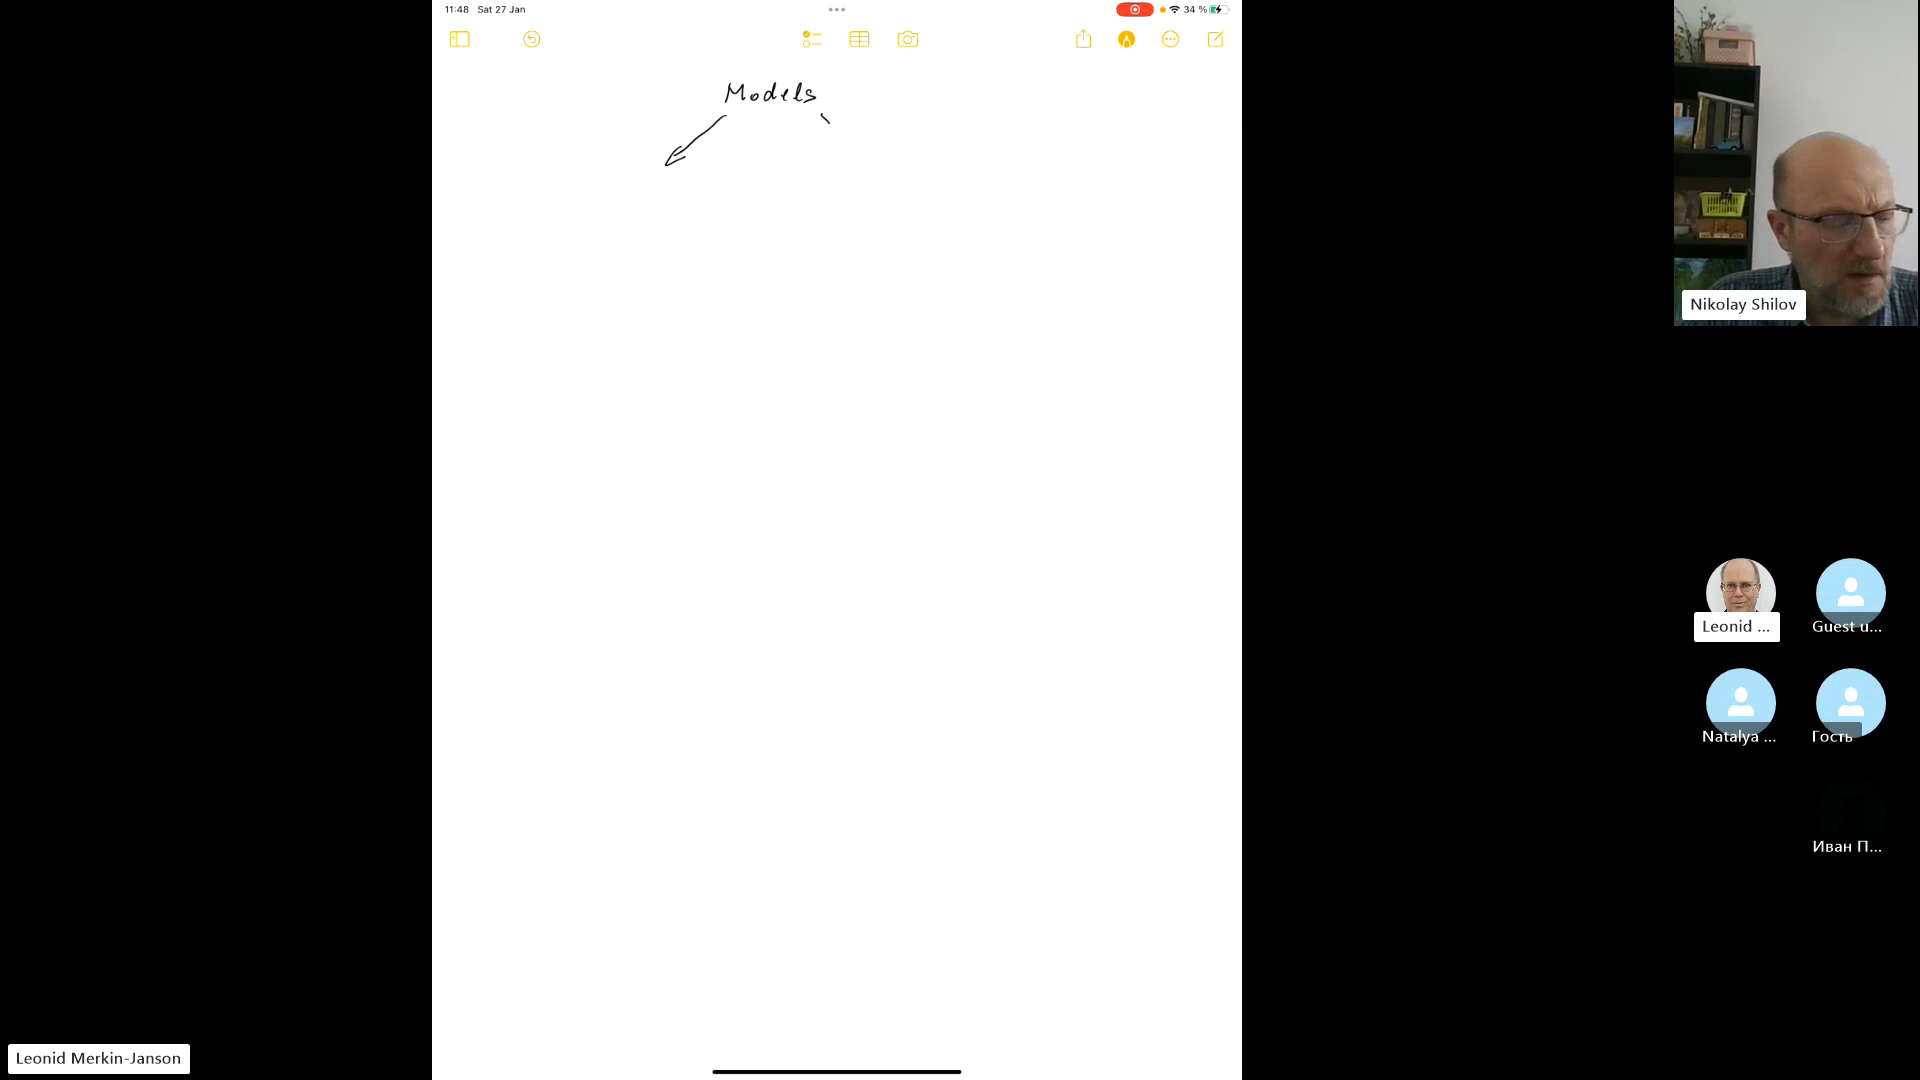 11:48 Sat 27 Jan
34 %
Models
Nikolay Shilov
Leonid ...
Guest u...
Natalya ...
Гость
Иван П...
Leonid Merkin-Janson